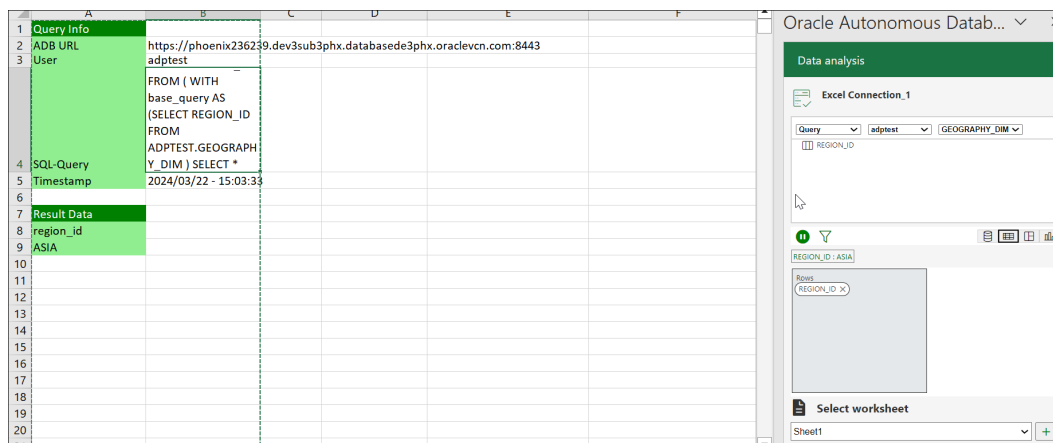 A B C D E F
1 Query Info
2 ADB URL https://phoenix236239.dev3sub3phx.databasede3phx.oraclevcn.com:8443
3 User adptest
FROM ( WITH
base_query AS
(SELECT REGION_ID
FROM
ADPTEST.GEOGRAPH
4 SQL-Query Y_DIM ) SELECT *
5 Timestamp 2024/03/22 - 15:03:33
6
7 Result Data
8 region_id
9 ASIA
10
11
12
13
14
15
16
17
18
19
20
Oracle Autonomous Datab...
Data analysis
Excel Connection_1
Query adptest GEOGRAPHY_DIM
REGION_ID
REGION_ID : ASIA
Rows
REGION_ID X
Select worksheet
Sheet1 +